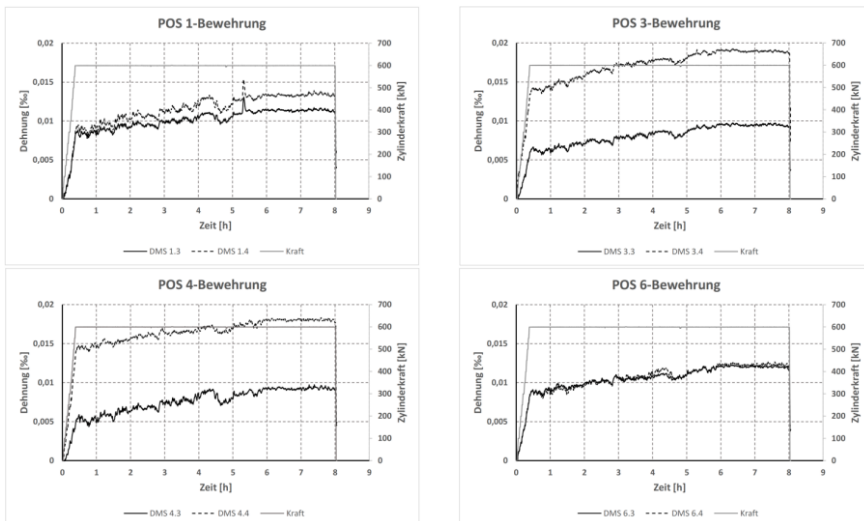 POS 1-Bewehrung
0,02
0,015
0,01
0,005
0
Dehnung [‰]
700
600
500
400
300
200
100
0
Zylinderkraft [kN]
0 1 2 3 4 5 6 7 8 9
Zeit [h]
DMS 1.3 DMS 1.4 Kraft
POS 3-Bewehrung
0,02
0,015
0,01
0,005
0
Dehnung [‰]
700
600
500
400
300
200
100
0
Zylinderkraft [kN]
0 1 2 3 4 5 6 7 8 9
Zeit [h]
DMS 3.3 DMS 3.4 Kraft
POS 4-Bewehrung
0,02
0,015
0,01
0,005
0
Dehnung [‰]
700
600
500
400
300
200
100
0
Zylinderkraft [kN]
0 1 2 3 4 5 6 7 8 9
Zeit [h]
DMS 4.3 DMS 4.4 Kraft
POS 6-Bewehrung
0,02
0,015
0,01
0,005
0
Dehnung [‰]
700
600
500
400
300
200
100
0
Zylinderkraft [kN]
0 1 2 3 4 5 6 7 8 9
Zeit [h]
DMS 6.3 DMS 6.4 Kraft